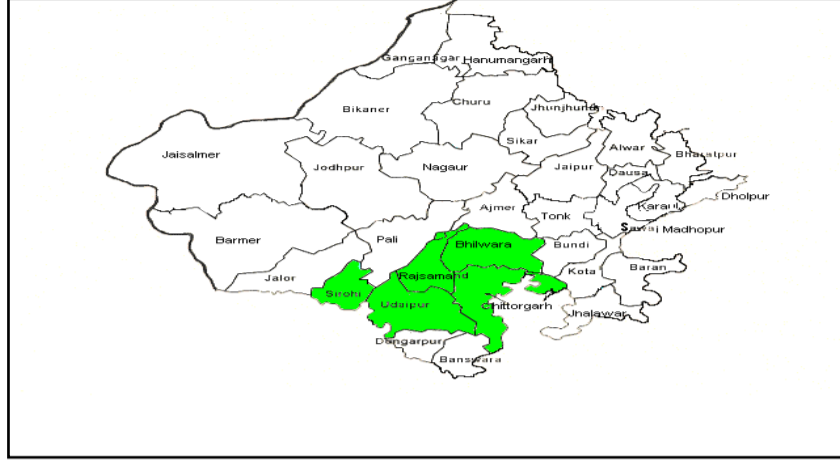 Ganganagar
Hanumangarh
Bikaner
Churu
Jhunjhunu
Sikar
Alwar
Bharatpur
Jaisalmer
Jodhpur
Nagaur
Jaipur
Dausa
Dholpur
Karauli
Ajmer
Tonk
Sawai Madhopur
Barmer
Pali
Bhilwara
Bundi
Jalor
Rajsamand
Kota
Baran
Sirohi
Udaipur
Chittorgarh
Jhalawar
Dungarpur
Banswara